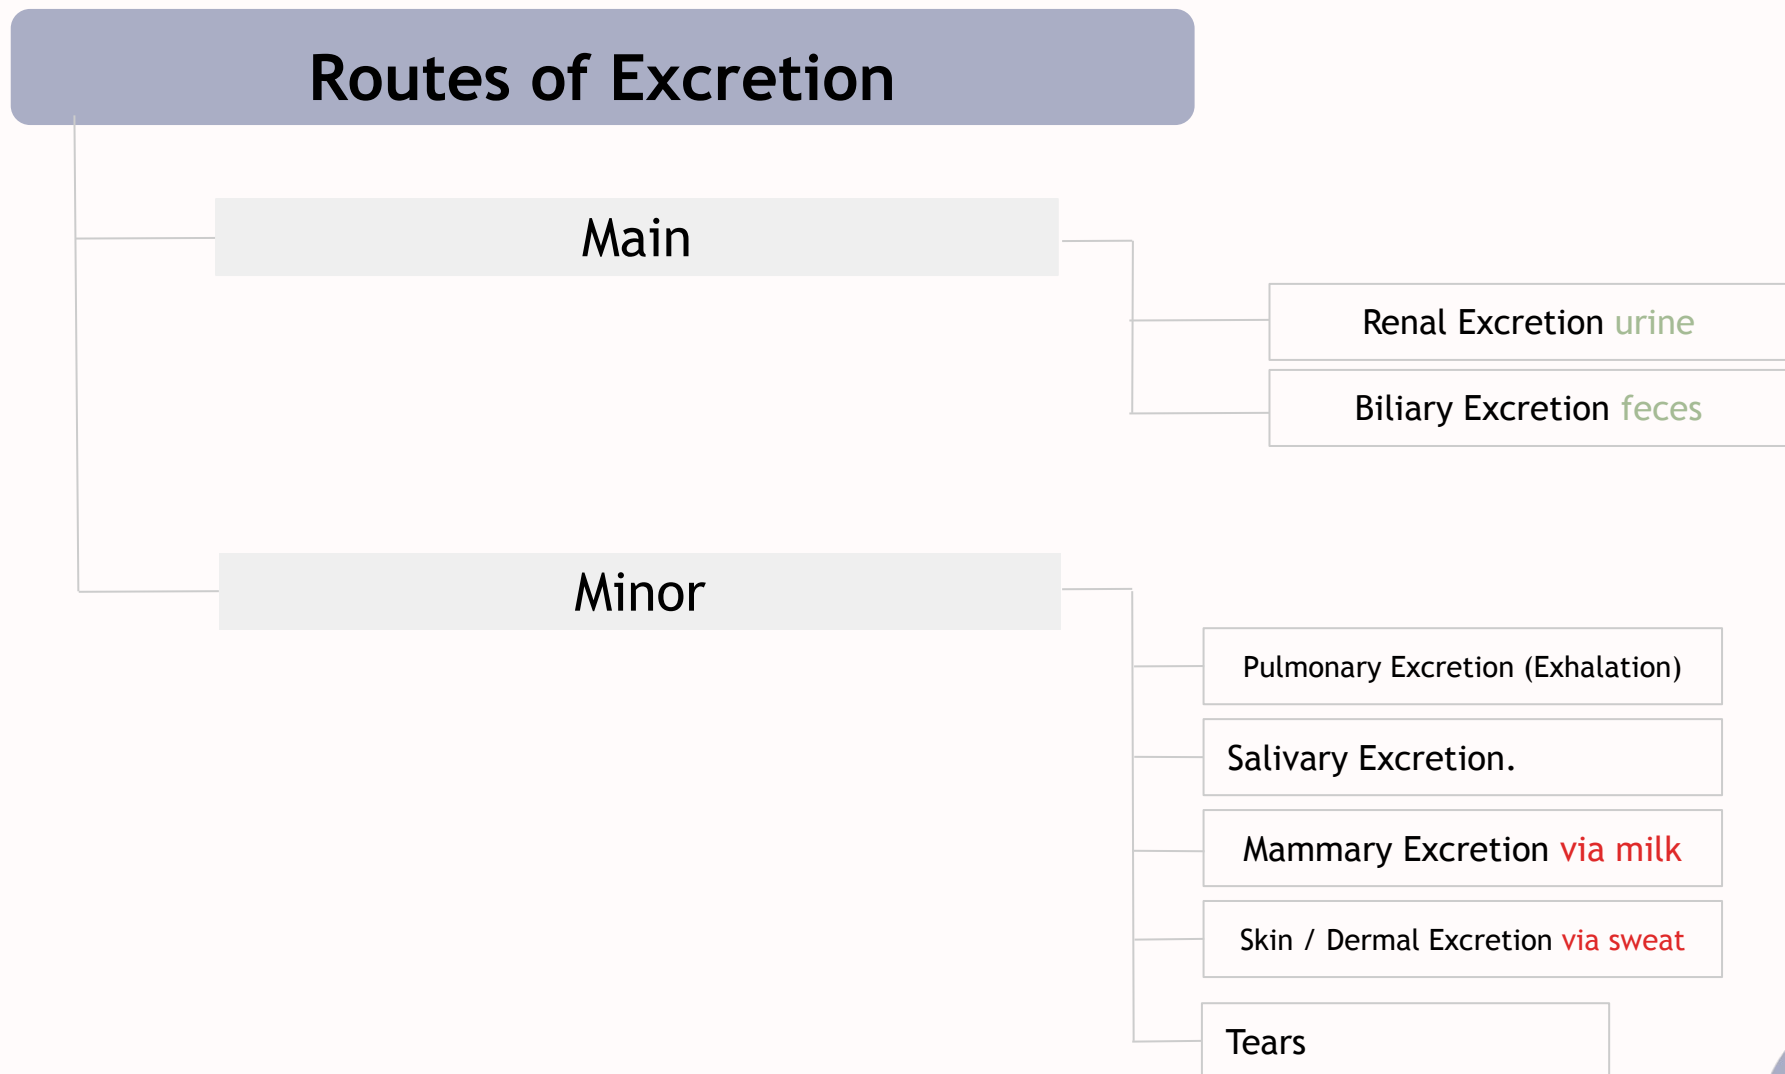 Routes of Excretion
Main
Renal Excretion urine
Biliary Excretion feces
Minor
Pulmonary Excretion (Exhalation)
Salivary Excretion.
Mammary Excretion via milk
Skin / Dermal Excretion via sweat
Tears